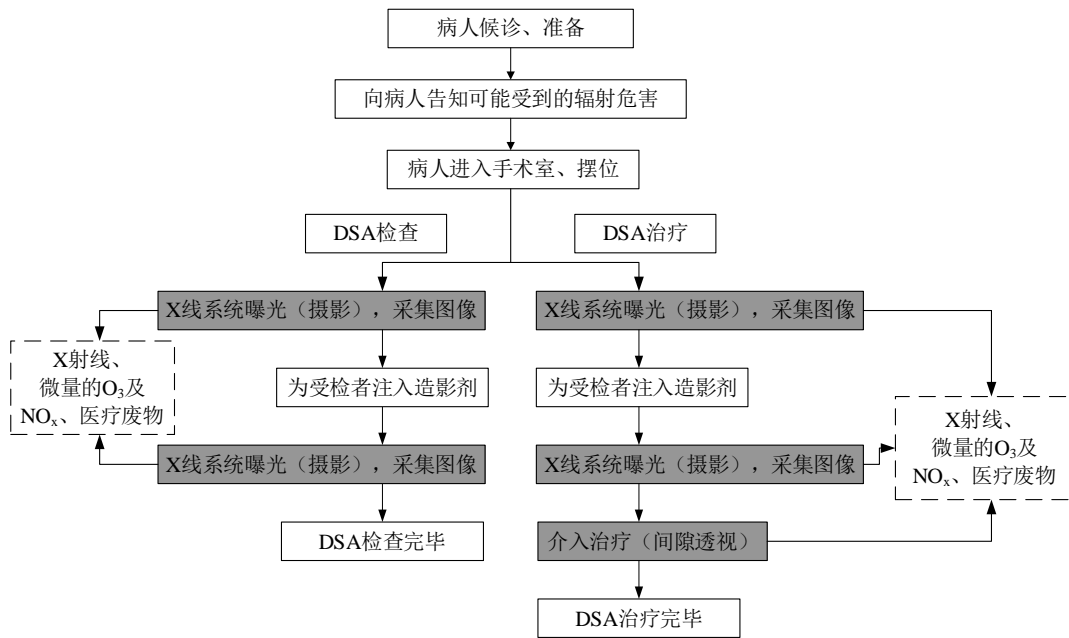 病人候诊、准备
向病人告知可能受到的辐射危害
病人进入手术室、摆位
DSA检查
DSA治疗
X线系统曝光（摄影），采集图像
X线系统曝光（摄影），采集图像
X射线、
微量的O₃及
NOₓ、医疗废物
为受检者注入造影剂
为受检者注入造影剂
X射线、
微量的O₃及
NOₓ、医疗废物
X线系统曝光（摄影），采集图像
X线系统曝光（摄影），采集图像
DSA检查完毕
介入治疗（间隙透视）
DSA治疗完毕